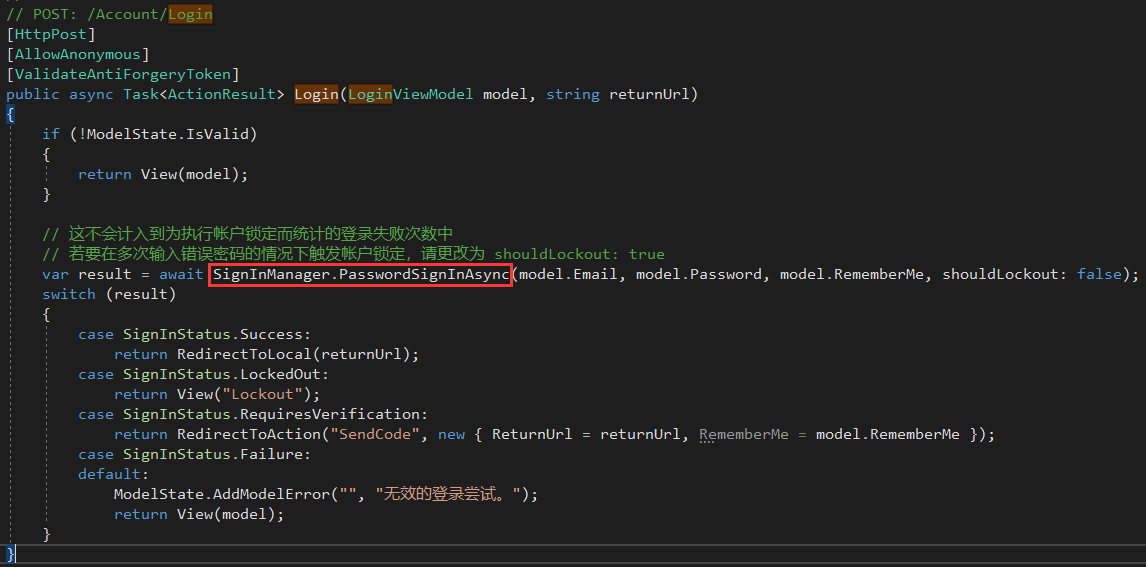 // POST: /Account/Login
[HttpPost]
[AllowAnonymous]
[ValidateAntiForgeryToken]
public async Task<ActionResult> Login(LoginViewModel model, string returnUrl)
{
    if (!ModelState.IsValid)
    {
        return View(model);
    }

    // 这不会计入到为执行帐户锁定而统计的登录失败次数中
    // 若要在多次输入错误密码的情况下触发帐户锁定，请更改为 shouldLockout: true
    var result = await SignInManager.PasswordSignInAsync(model.Email, model.Password, model.RememberMe, shouldLockout: false);
    switch (result)
    {
        case SignInStatus.Success:
            return RedirectToLocal(returnUrl);
        case SignInStatus.LockedOut:
            return View("Lockout");
        case SignInStatus.RequiresVerification:
            return RedirectToAction("SendCode", new { ReturnUrl = returnUrl, RememberMe = model.RememberMe });
        case SignInStatus.Failure:
        default:
            ModelState.AddModelError("", "无效的登录尝试。");
            return View(model);
    }
}